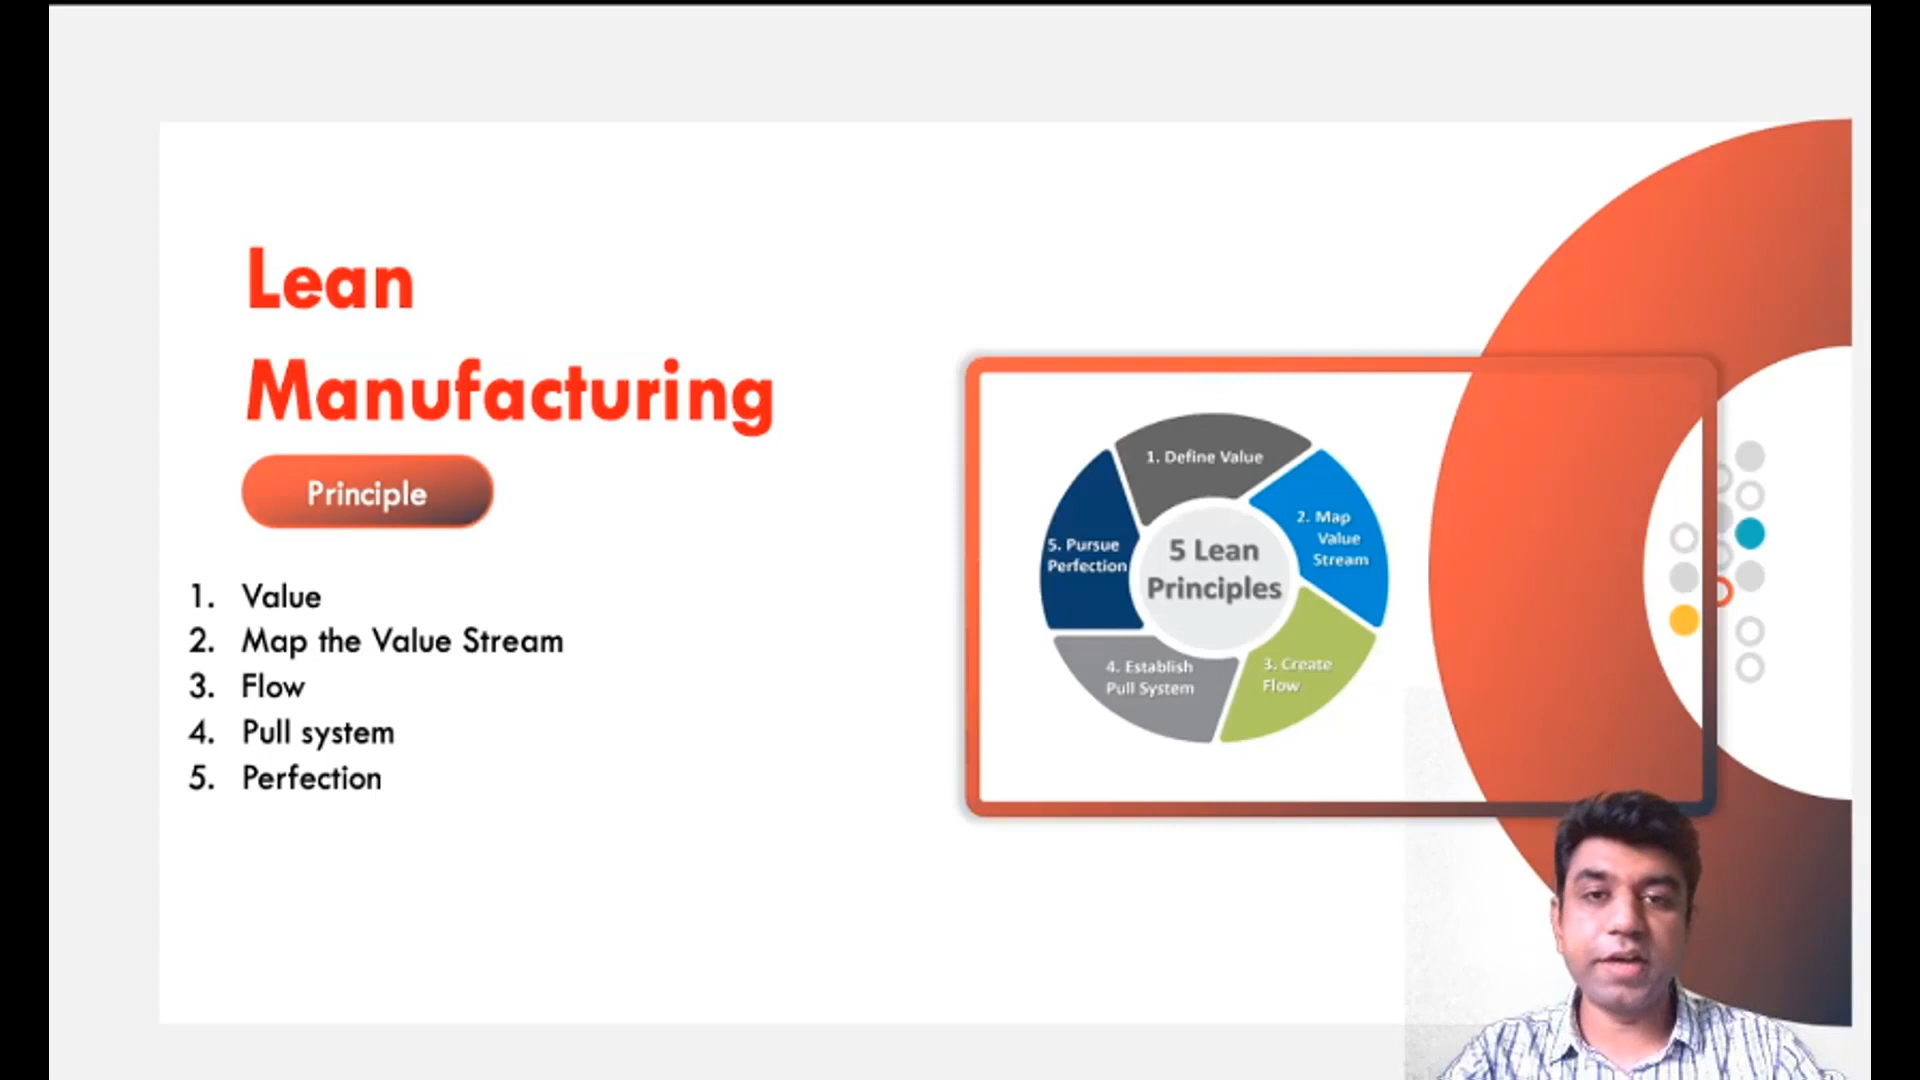 Lean
Manufacturing
Principle
1. Value
2. Map the Value Stream
3. Flow
4. Pull system
5. Perfection
1. Define Value
2. Map
Value
Stream
3. Create
Flow
4. Establish
Pull System
5. Pursue
Perfection
5 Lean
Principles